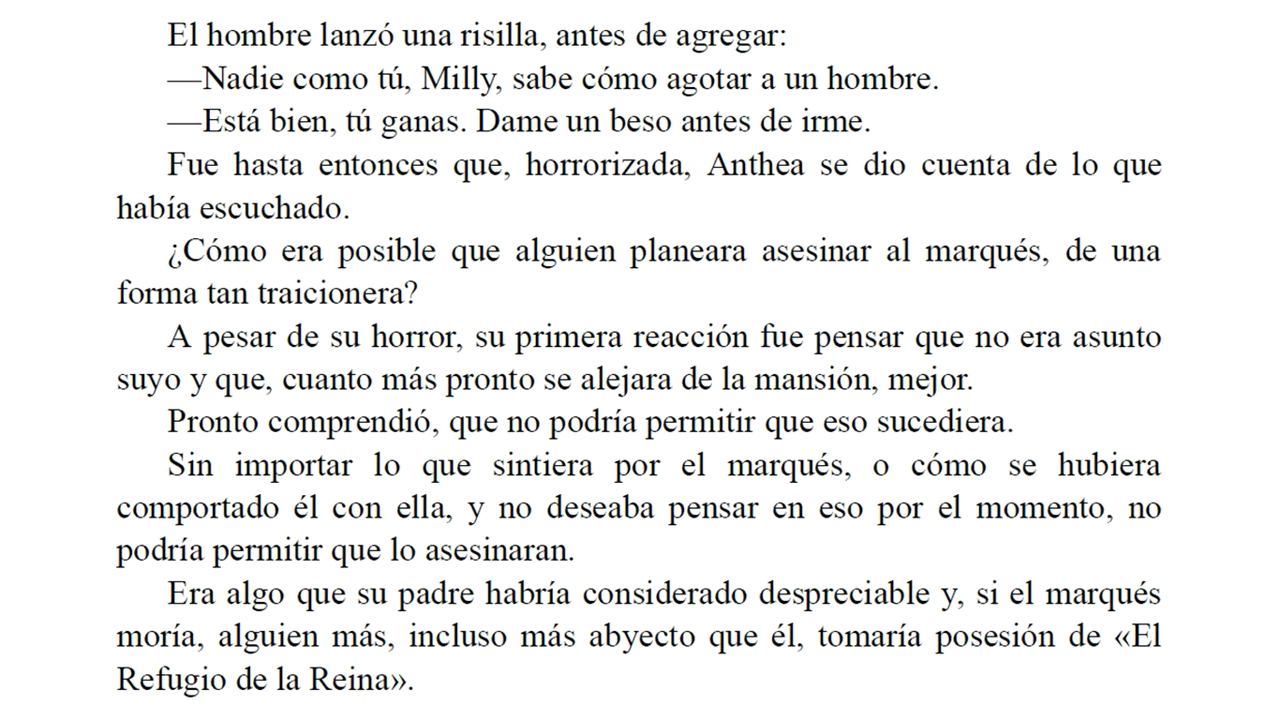 El hombre lanzó una risilla, antes de agregar:
—Nadie como tú, Milly, sabe cómo agotar a un hombre.
—Está bien, tú ganas. Dame un beso antes de irme.
Fue hasta entonces que, horrorizada, Anthea se dio cuenta de lo que
había escuchado.
¿Cómo era posible que alguien planeara asesinar al marqués, de una
forma tan traicionera?
A pesar de su horror, su primera reacción fue pensar que no era asunto
suyo y que, cuanto más pronto se alejara de la mansión, mejor.
Pronto comprendió, que no podría permitir que eso sucediera.
Sin importar lo que sintiera por el marqués, o cómo se hubiera
comportado él con ella, y no deseaba pensar en eso por el momento, no
podría permitir que lo asesinaran.
Era algo que su padre habría considerado despreciable y, si el marqués
moría, alguien más, incluso más abyecto que él, tomaría posesión de «El
Refugio de la Reina».